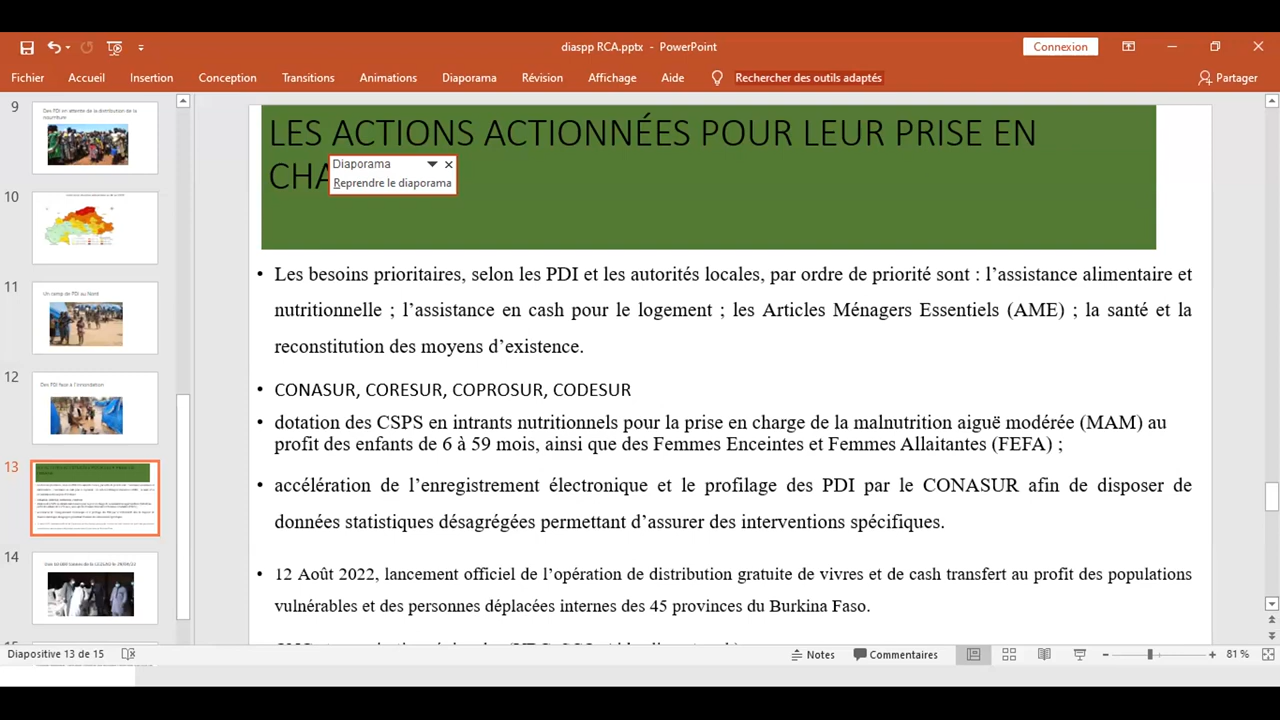 diaspp RCA.pptx - PowerPoint
Connexion
Fichier Accueil Insertion Conception Transitions Animations Diaporama Révision Affichage Aide Rechercher des outils adaptés Partager
9
Des PDI en attente de la distribution de la
nourriture
10
11
Un camp de PDI au Nord
12
Des PDI face à l'innondation
13
14
LES ACTIONS ACTIONNÉES POUR LEUR PRISE EN
CHA
Diaporama
Reprendre le diaporama
• Les besoins prioritaires, selon les PDI et les autorités locales, par ordre de priorité sont : l’assistance alimentaire et
nutritionnelle ; l’assistance en cash pour le logement ; les Articles Ménagers Essentiels (AME) ; la santé et la
reconstitution des moyens d’existence.
• CONASUR, CORESUR, COPROSUR, CODESUR
• dotation des CSPS en intrants nutritionnels pour la prise en charge de la malnutrition aiguë modérée (MAM) au
profit des enfants de 6 à 59 mois, ainsi que des Femmes Enceintes et Femmes Allaitantes (FEFA) ;
• accélération de l’enregistrement électronique et le profilage des PDI par le CONASUR afin de disposer de
données statistiques désagrégées permettant d’assurer des interventions spécifiques.
• 12 Août 2022, lancement officiel de l’opération de distribution gratuite de vivres et de cash transfert au profit des populations
vulnérables et des personnes déplacées internes des 45 provinces du Burkina Faso.
Diapositive 13 de 15
Notes Commentaires 81 %